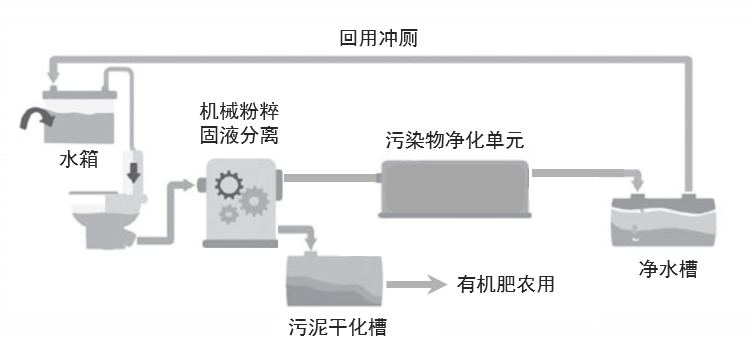 回用冲厕
机械粉粹
固液分离
污染物净化单元
水箱
净水槽
有机肥农用
污泥干化槽